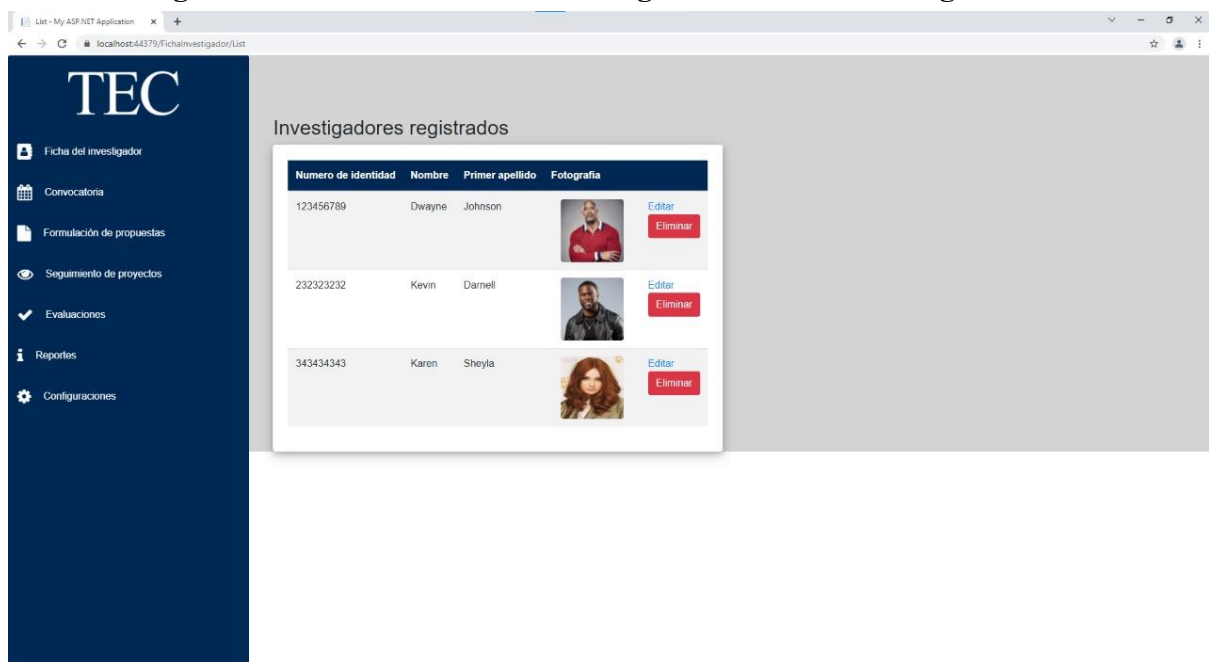 List - My ASP.NET Application
localhost:44379/FichaInvestigador/List
TEC
Ficha del investigador
Convocatoria
Formulación de propuestas
Seguimiento de proyectos
Evaluaciones
Reportes
Configuraciones
Investigadores registrados
Numero de identidad Nombre Primer apellido Fotografia
123456789 Dwayne Johnson Editar
Eliminar
232323232 Kevin Darnell Editar
Eliminar
343434343 Karen Sheyla Editar
Eliminar